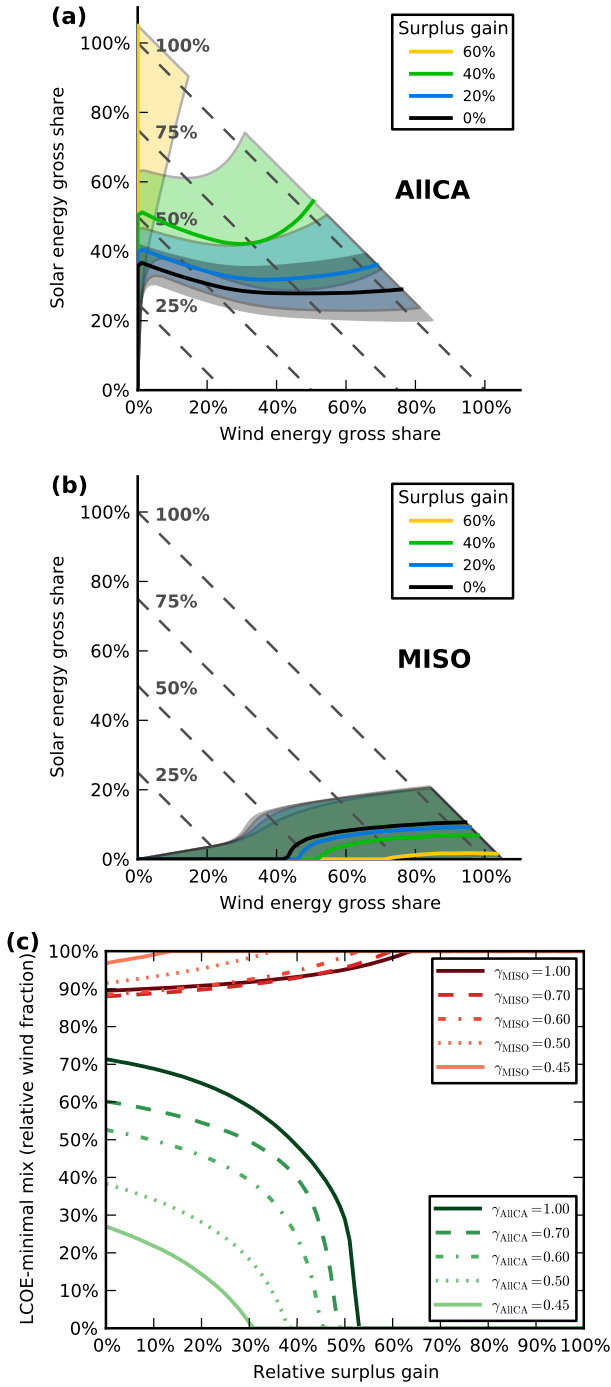 (a)
Solar energy gross share
100%
80%
60%
40%
20%
0%
100%
75%
50%
25%
Surplus gain
60%
40%
20%
0%
AllCA
0% 20% 40% 60% 80% 100%
Wind energy gross share
(b)
Solar energy gross share
100%
80%
60%
40%
20%
0%
100%
75%
50%
25%
Surplus gain
60%
40%
20%
0%
MISO
0% 20% 40% 60% 80% 100%
Wind energy gross share
(c)
LCOE-minimal mix (relative wind fraction)
100%
90%
80%
70%
60%
50%
40%
30%
20%
10%
0%
γMISO=1.00
γMISO=0.70
γMISO=0.60
γMISO=0.50
γMISO=0.45
γAllCA=1.00
γAllCA=0.70
γAllCA=0.60
γAllCA=0.50
γAllCA=0.45
0% 10% 20% 30% 40% 50% 60% 70% 80% 90% 100%
Relative surplus gain